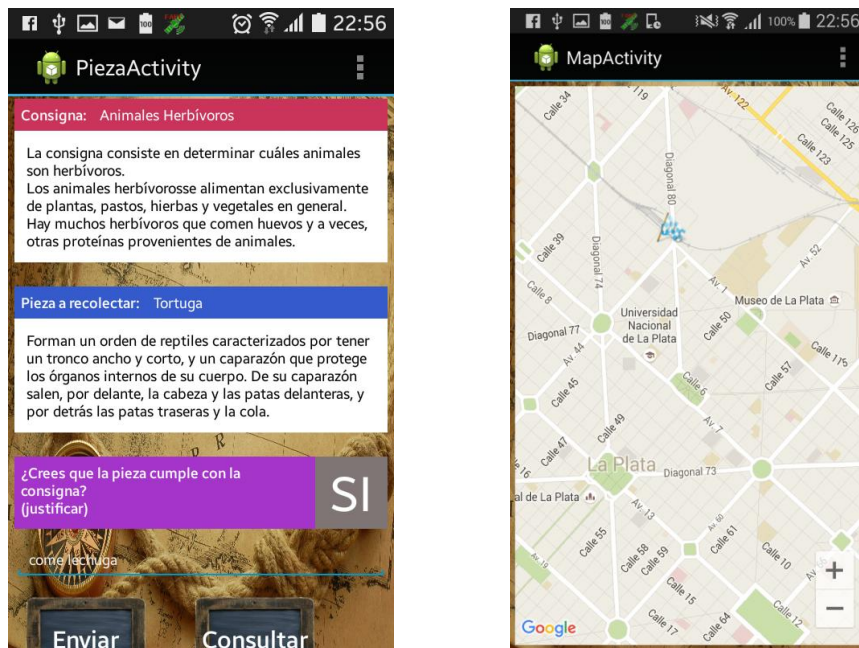 22:56
PiezaActivity
Consigna: Animales Herbívoros
La consigna consiste en determinar cuáles animales
son herbívoros.
Los animales herbívorosse alimentan exclusivamente
de plantas, pastos, hierbas y vegetales en general.
Hay muchos herbívoros que comen huevos y a veces,
otras proteínas provenientes de animales.
Pieza a recolectar: Tortuga
Forman un orden de reptiles caracterizados por tener
un tronco ancho y corto, y un caparazón que protege
los órganos internos de su cuerpo. De su caparazón
salen, por delante, la cabeza y las patas delanteras, y
por detrás las patas traseras y la cola.
¿Crees que la pieza cumple con la
consigna?
(justificar)
SI
come lechuga
Enviar
Consultar
100% 22:56
MapActivity
Calle 34
119
Av. 122
Calle 126
Calle 125
Calle 123
Diagonal 80
Calle 39
Diagonal 74
Av. 52
Calle 8
Av. 1
Museo de La Plata
Universidad
Nacional
de La Plata
Calle 50
Diagonal 77
Av. 44
Calle 115
Calle 57
Calle 6
Calle 45
Calle 49
Av. 7
Calle 47
La Plata
Diagonal 73
e 16
al de La Plata
Av. 13
Av. 60
Calle 61
Calle 55
Calle 58
Calle 59
Calle 10
Av. 19
Calle 15
Calle 12
Calle 64
Calle 17
+
−
Google